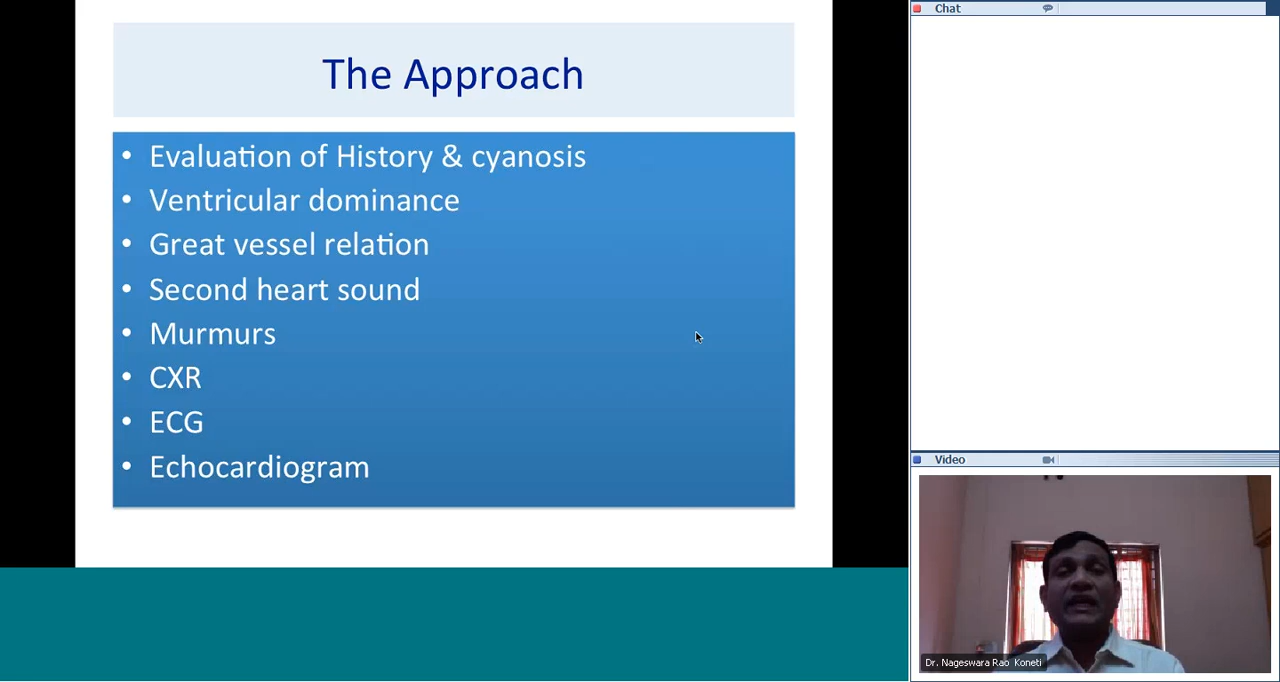 The Approach
• Evaluation of History & cyanosis
• Ventricular dominance
• Great vessel relation
• Second heart sound
• Murmurs
• CXR
• ECG
• Echocardiogram
Chat
Video
Dr. Nageswara Rao Koneti